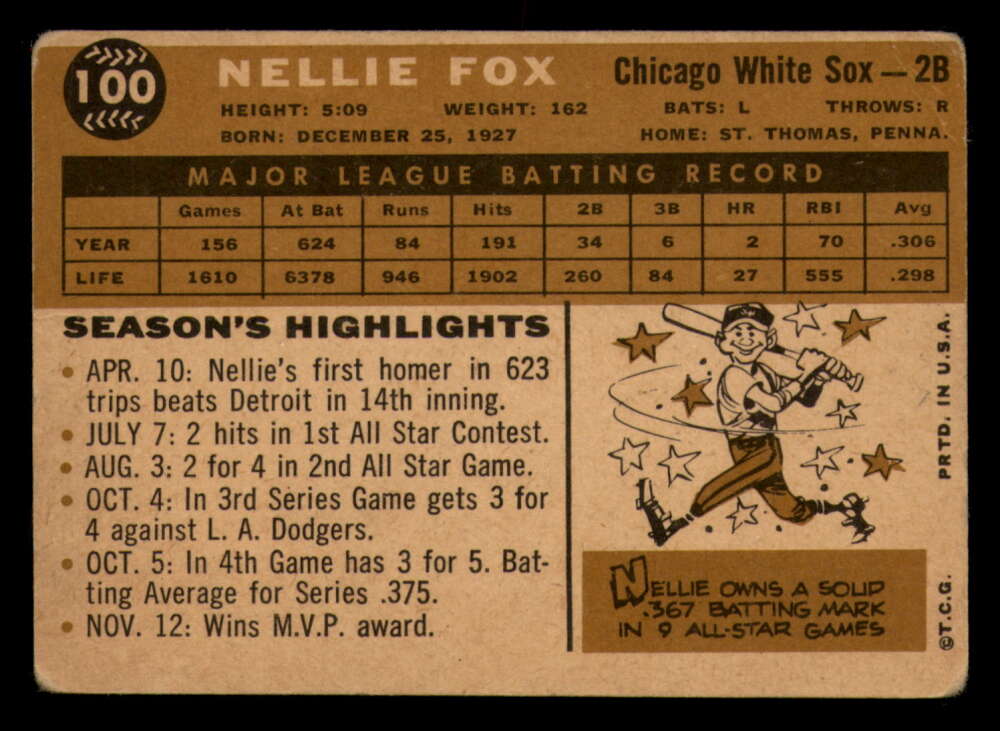 100
NELLIE FOX
Chicago White Sox — 2B
HEIGHT: 5:09 WEIGHT: 162 BATS: L THROWS: R
BORN: DECEMBER 25, 1927 HOME: ST. THOMAS, PENNA.
MAJOR LEAGUE BATTING RECORD
Games At Bat Runs Hits 2B 3B HR RBI Avg
YEAR 156 624 84 191 34 6 2 70 .306
LIFE 1610 6378 946 1902 260 84 27 555 .298
SEASON'S HIGHLIGHTS
• APR. 10: Nellie's first homer in 623
trips beats Detroit in 14th inning.
• JULY 7: 2 hits in 1st All Star Contest.
• AUG. 3: 2 for 4 in 2nd All Star Game.
• OCT. 4: In 3rd Series Game gets 3 for
4 against L. A. Dodgers.
• OCT. 5: In 4th Game has 3 for 5. Bat-
ting Average for Series .375.
• NOV. 12: Wins M.V.P. award.
NELLIE OWNS A SOLID
.367 BATTING MARK
IN 9 ALL-STAR GAMES
©T.C.G. PRTD. IN U.S.A.